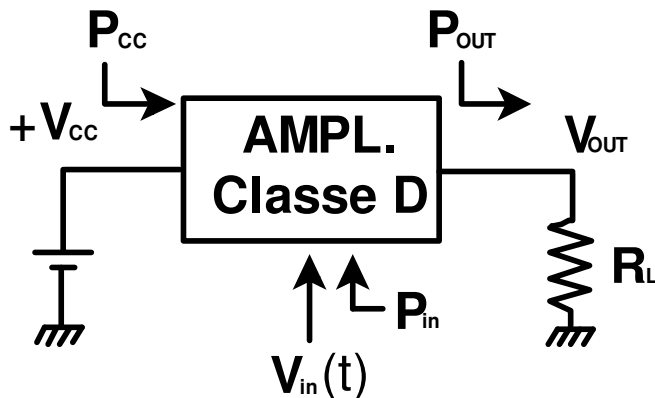 PCC
POUT
+VCC
AMPL.
Classe D
VOUT
RL
Pin
Vin(t)